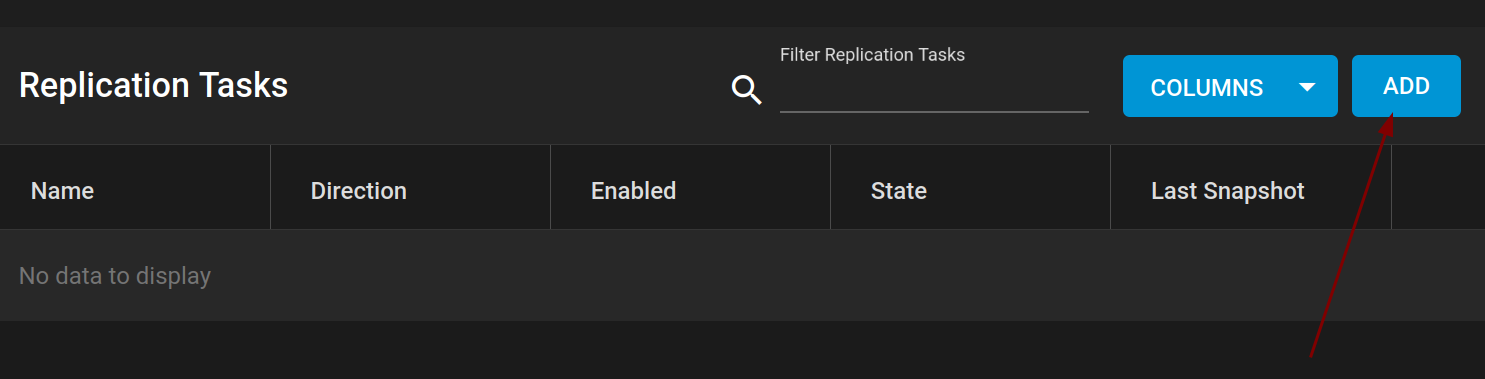 Replication Tasks
Filter Replication Tasks
COLUMNS
ADD
Name
Direction
Enabled
State
Last Snapshot
No data to display